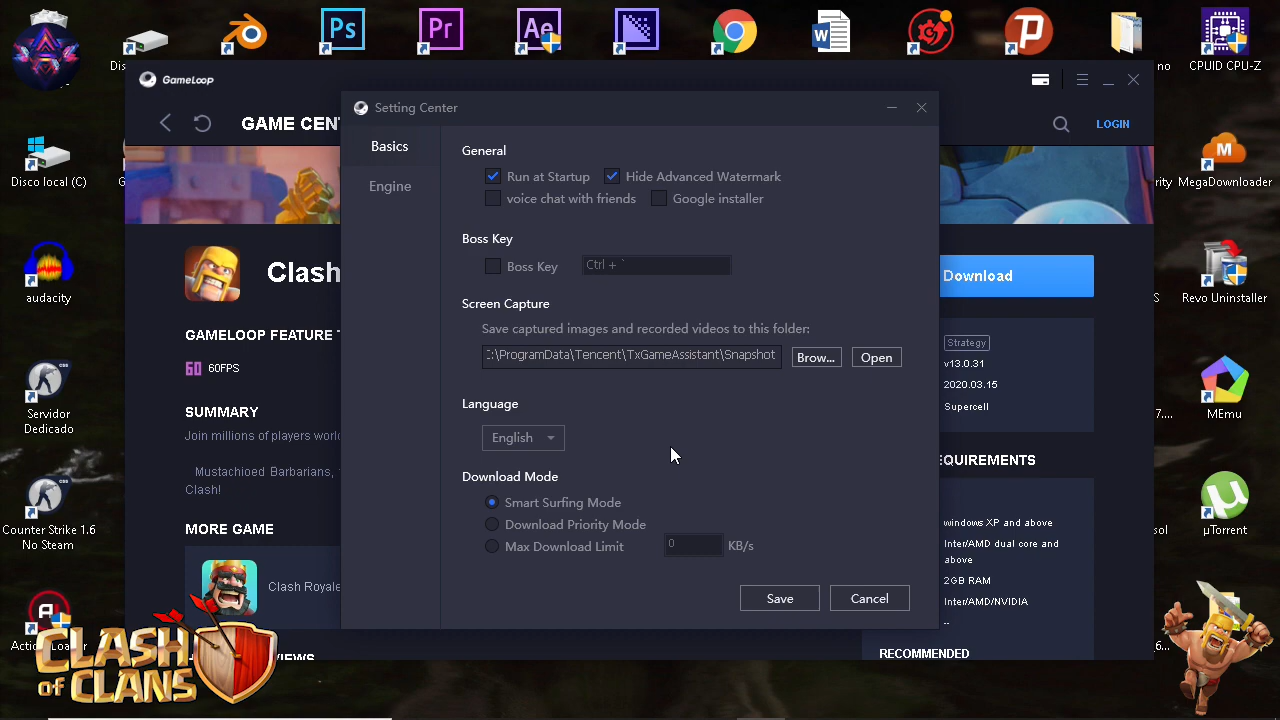 Ps
Pr
Ae
W
P
CPUID CPU-Z
GameLoop
Setting Center
GAME CEN
LOGIN
Disco local (C)
MegaDownloader
Basics
Engine
General
Run at Startup
Hide Advanced Watermark
voice chat with friends
Google installer
Boss Key
Boss Key
Ctrl + `
Screen Capture
Save captured images and recorded videos to this folder:
:\ProgramData\Tencent\TxGameAssistant\Snapshot
Brow...
Open
Language
English
Download Mode
Smart Surfing Mode
Download Priority Mode
Max Download Limit
0
KB/s
Save
Cancel
audacity
Clash
Download
Revo Uninstaller
GAMELOOP FEATURE T
60
60FPS
Strategy
v13.0.31
2020.03.15
Supercell
SUMMARY
Join millions of players worl
Mustachioed Barbarians,
Clash!
Servidor
Dedicado
MEmu
EQUIREMENTS
MORE GAME
windows XP and above
Inter/AMD dual core and
above
2GB RAM
Inter/AMD/NVIDIA
--
Counter Strike 1.6
No Steam
µTorrent
Clash Royale
RECOMMENDED
CLASH
OF CLANS